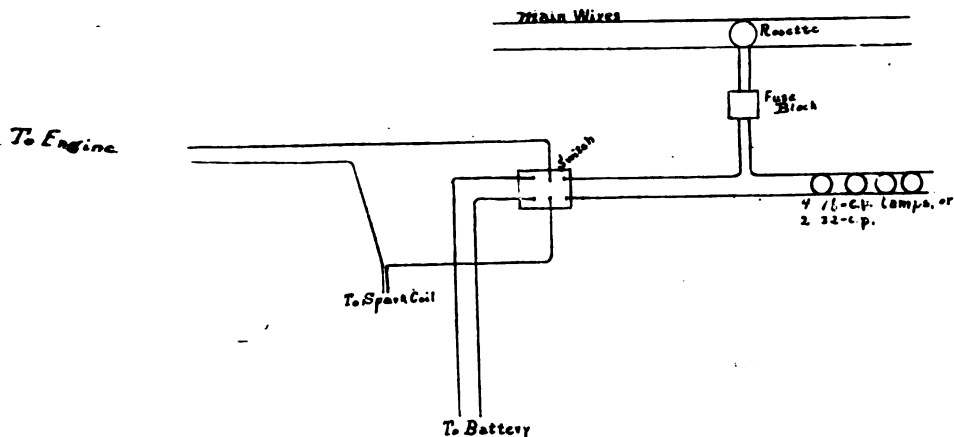 Main Wires
Rosette
Fuse
Block
To Engine
Switch
4 16-c.p. Lamps, or
2 32-c.p.
To Spark Coil
To Battery